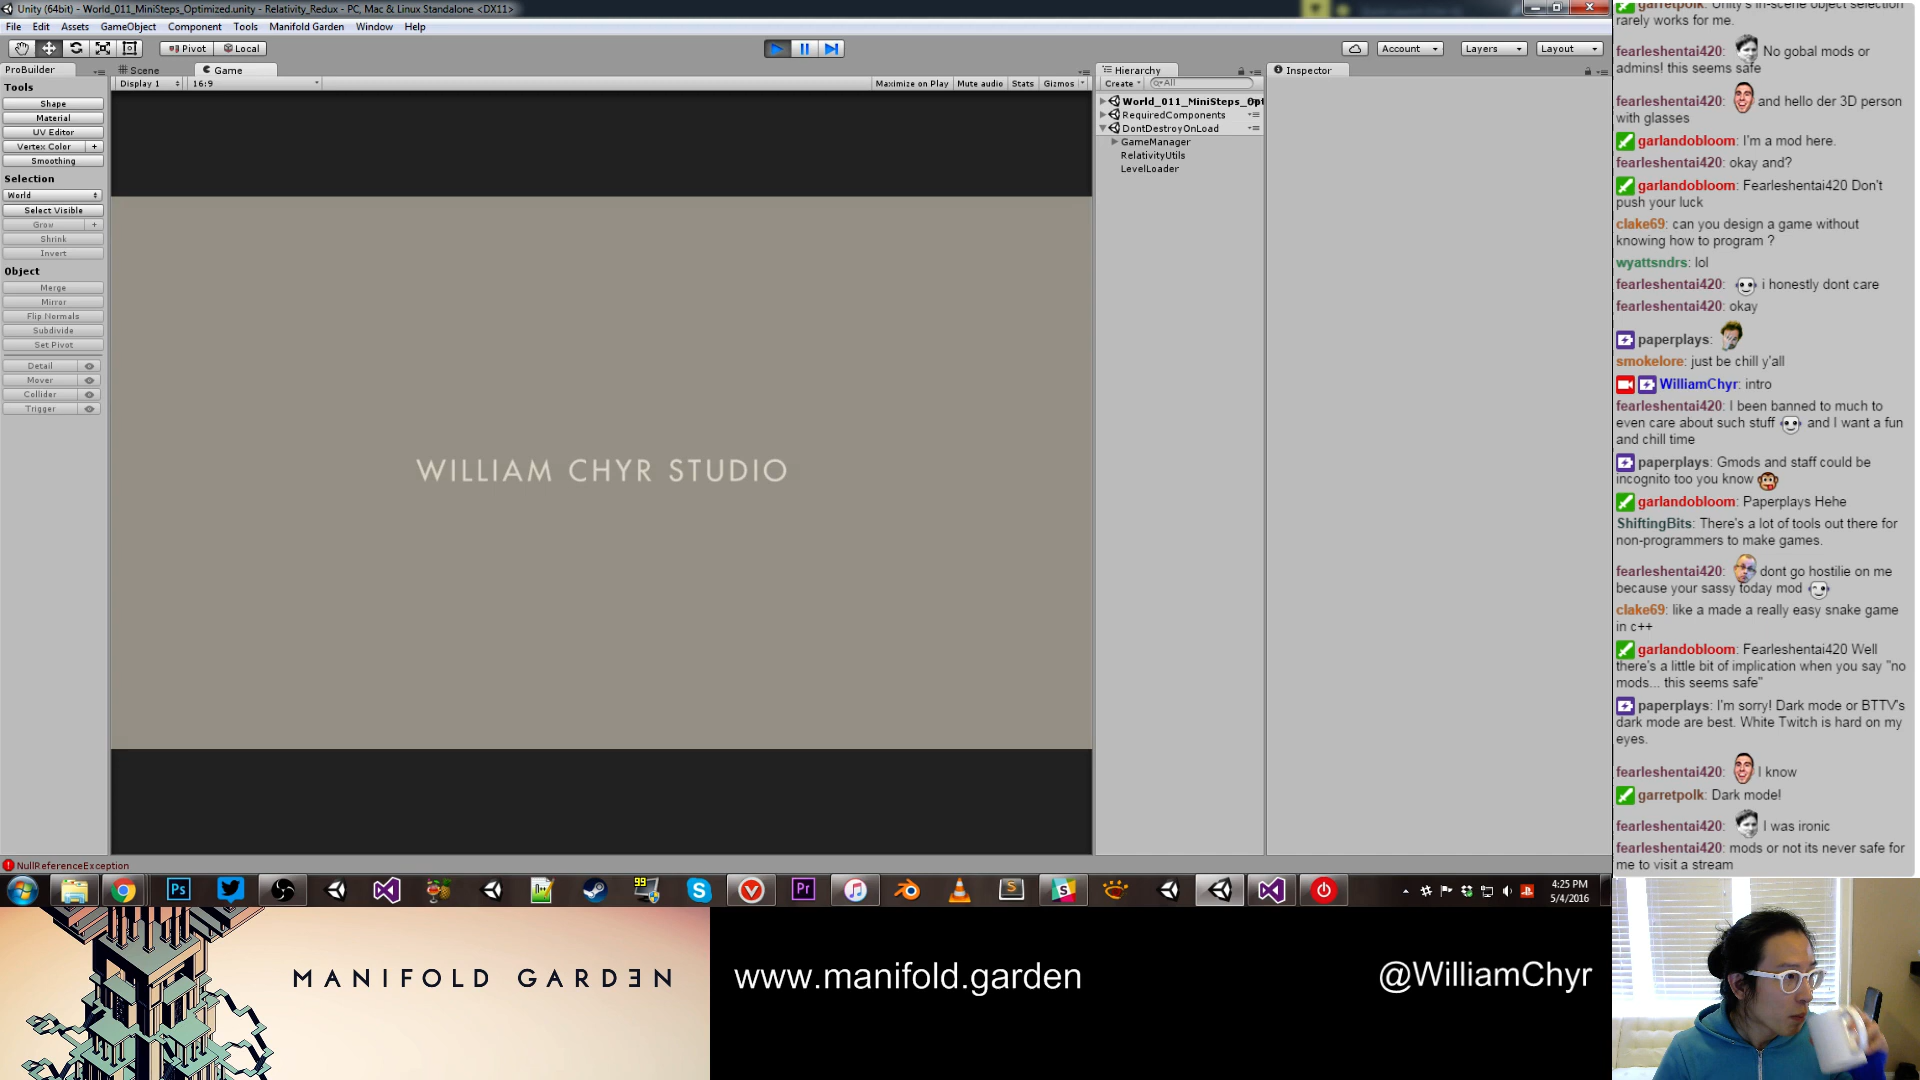 Unity (64bit) - World_011_MiniSteps_Optimized.unity - Relativity_Redux - PC, Mac & Linux Standalone <DX11>
File Edit Assets GameObject Component Tools Manifold Garden Window Help
Pivot Local Account Layers Layout
ProBuilder Scene Game Hierarchy Inspector
Display 1 16:9 Maximize on Play Mute audio Stats Gizmos Create All
Tools
Shape
Material
UV Editor
Vertex Color +
Smoothing
Selection
World
Select Visible
Grow +
Shrink
Invert
Object
Merge
Mirror
Flip Normals
Subdivide
Set Pivot
Detail
Mover
Collider
Trigger
WILLIAM CHYR STUDIO
World_011_MiniSteps_Opt
RequiredComponents
DontDestroyOnLoad
GameManager
RelativityUtils
LevelLoader
NullReferenceException
garretpolk: Unity's in-scene object selection
rarely works for me.
fearleshentai420: No gobal mods or
admins! this seems safe
fearleshentai420: and hello der 3D person
with glasses
garlandobloom: I'm a mod here.
fearleshentai420: okay and?
garlandobloom: Fearleshentai420 Don't
push your luck
clake69: can you design a game without
knowing how to program ?
wyattsndrs: lol
fearleshentai420: i honestly dont care
fearleshentai420: okay
paperplays:
smokelore: just be chill y'all
WilliamChyr: intro
fearleshentai420: I been banned to much to
even care about such stuff and I want a fun
and chill time
paperplays: Gmods and staff could be
incognito too you know
garlandobloom: Paperplays Hehe
ShiftingBits: There's a lot of tools out there for
non-programmers to make games.
fearleshentai420: dont go hostilie on me
because your sassy today mod
clake69: like a made a really easy snake game
in c++
garlandobloom: Fearleshentai420 Well
there's a little bit of implication when you say "no
mods... this seems safe"
paperplays: I'm sorry! Dark mode or BTTV's
dark mode are best. White Twitch is hard on my
eyes.
fearleshentai420: I know
garretpolk: Dark mode!
fearleshentai420: I was ironic
fearleshentai420: mods or not its never safe for
me to visit a stream
Ps 99 Pr S
4:25 PM
5/4/2016
MANIFOLD GARDƎN
www.manifold.garden
@WilliamChyr